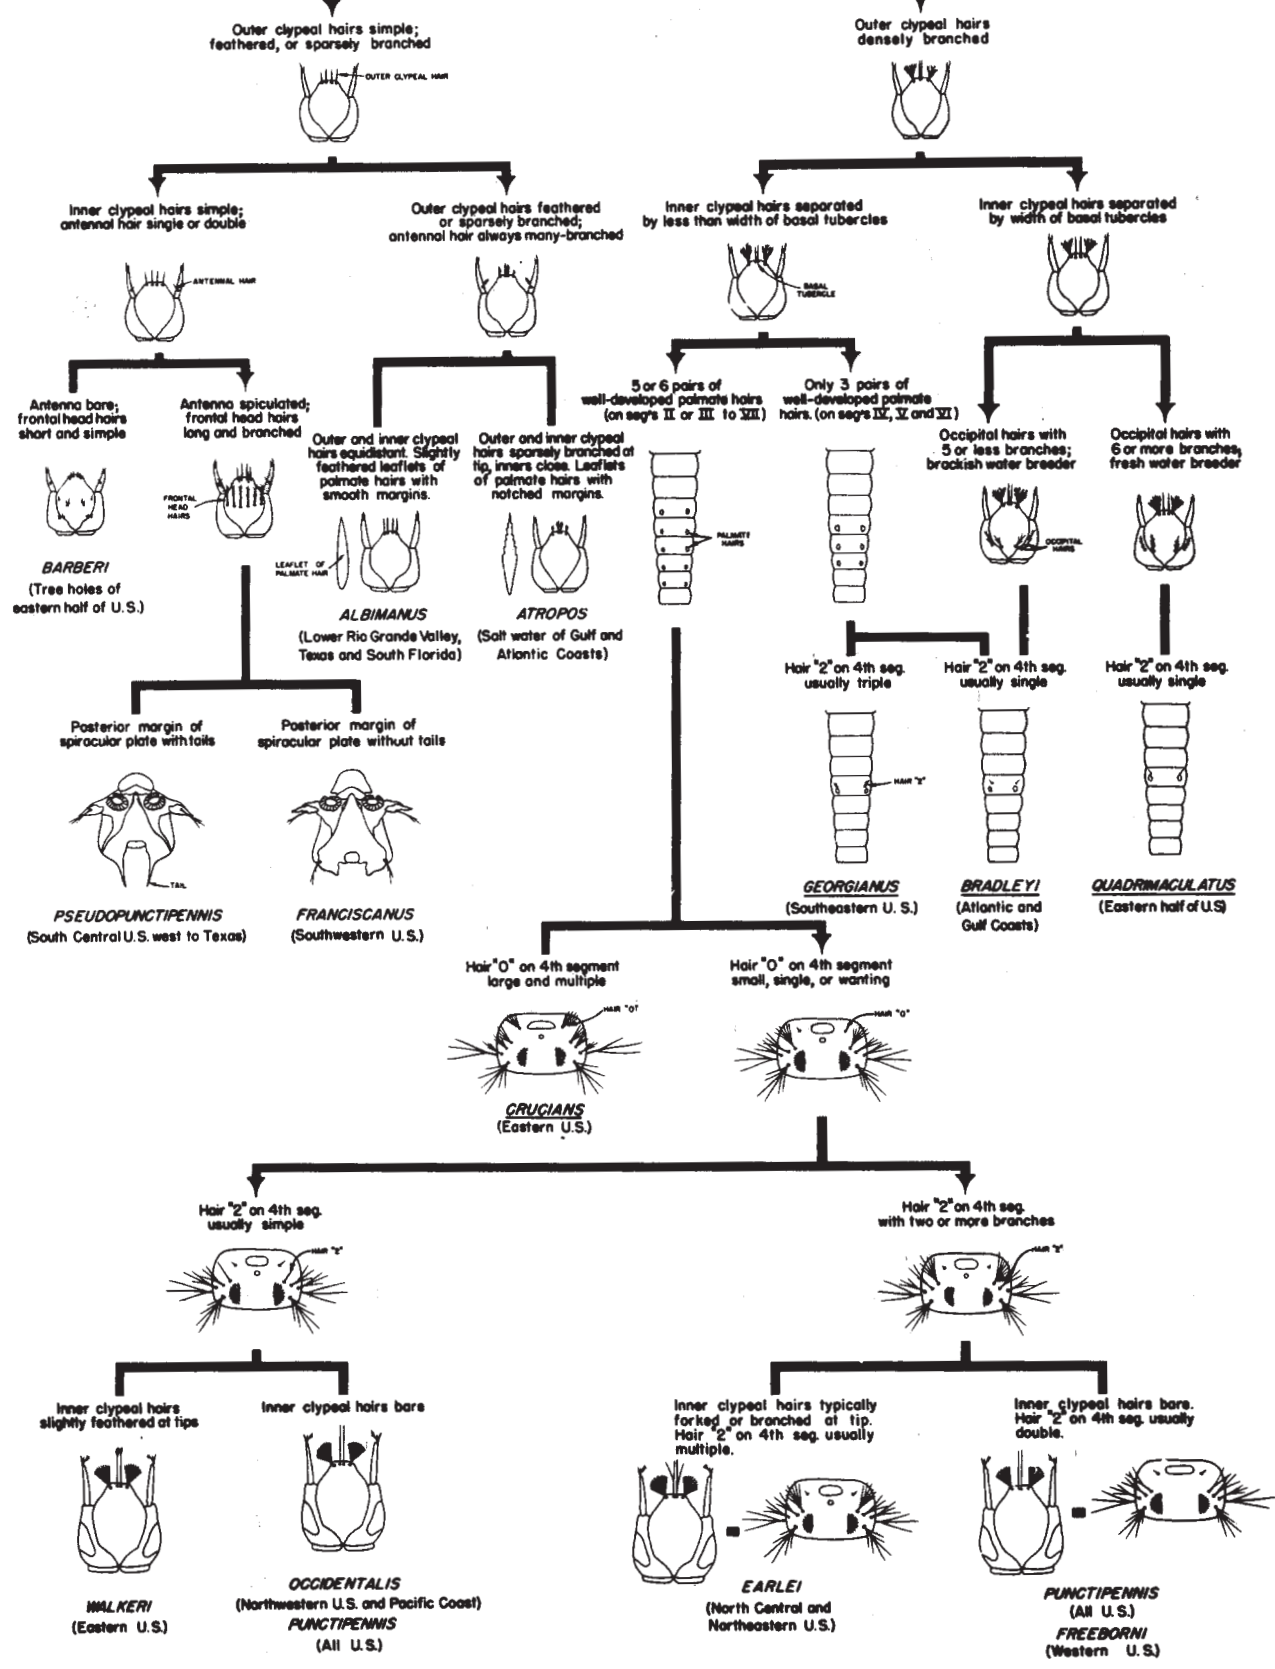 Outer clypeal hairs simple;
feathered, or sparsely branched
OUTER CLYPEAL HAIR
Outer clypeal hairs
densely branched
Inner clypeal hairs simple;
antennal hair single or double
ANTENNAL HAIR
Outer clypeal hairs feathered
or sparsely branched;
antennal hair always many-branched
Inner clypeal hairs separated
by less than width of basal tubercles
BASAL
TUBERCLE
Inner clypeal hairs separated
by width of basal tubercles
Antenna bare;
frontal head hairs
short and simple
BARBERI
(Tree holes of
eastern half of U.S.)
Antenna spiculated;
frontal head hairs
long and branched
FRONTAL
HEAD
HAIRS
Outer and inner clypeal
hairs equidistant. Slightly
feathered leaflets of
palmate hairs with
smooth margins.
LEAFLET OF
PALMATE HAIR
ALBIMANUS
(Lower Rio Grande Valley,
Texas and South Florida)
Outer and inner clypeal
hairs sparsely branched at
tip, inners close. Leaflets
of palmate hairs with
notched margins.
ATROPOS
(Salt water of Gulf and
Atlantic Coasts)
5 or 6 pairs of
well-developed palmate hairs
(on seg's II or III to VII)
PALMATE
HAIRS
Only 3 pairs of
well-developed palmate
hairs. (on seg's IV, V and VI)
Occipital hairs with
5 or less branches;
brackish water breeder
OCCIPITAL
HAIRS
Occipital hairs with
6 or more branches,
fresh water breeder
Posterior margin of
spiracular plate with tails
TAIL
PSEUDOPUNCTIPENNIS
(South Central U.S. west to Texas)
Posterior margin of
spiracular plate without tails
FRANCISCANUS
(Southwestern U.S.)
Hair "2" on 4th seg.
usually triple
HAIR "2"
GEORGIANUS
(Southeastern U.S.)
Hair "2" on 4th seg.
usually single
BRADLEYI
(Atlantic and
Gulf Coasts)
Hair "2" on 4th seg.
usually single
QUADRIMACULATUS
(Eastern half of U.S)
Hair "0" on 4th segment
large and multiple
HAIR "0"
CRUCIANS
(Eastern U.S.)
Hair "0" on 4th segment
small, single, or wanting
HAIR "0"
Hair "2" on 4th seg.
usually simple
HAIR "2"
Hair "2" on 4th seg.
with two or more branches
HAIR "2"
Inner clypeal hairs
slightly feathered at tips
WALKERI
(Eastern U.S.)
Inner clypeal hairs bare
OCCIDENTALIS
(Northwestern U.S. and Pacific Coast)
PUNCTIPENNIS
(All U.S.)
Inner clypeal hairs typically
forked or branched at tip.
Hair "2" on 4th seg. usually
multiple.
EARLEI
(North Central and
Northeastern U.S.)
Inner clypeal hairs bare.
Hair "2" on 4th seg. usually
double.
PUNCTIPENNIS
(All U.S.)
FREEBORNI
(Western U.S.)